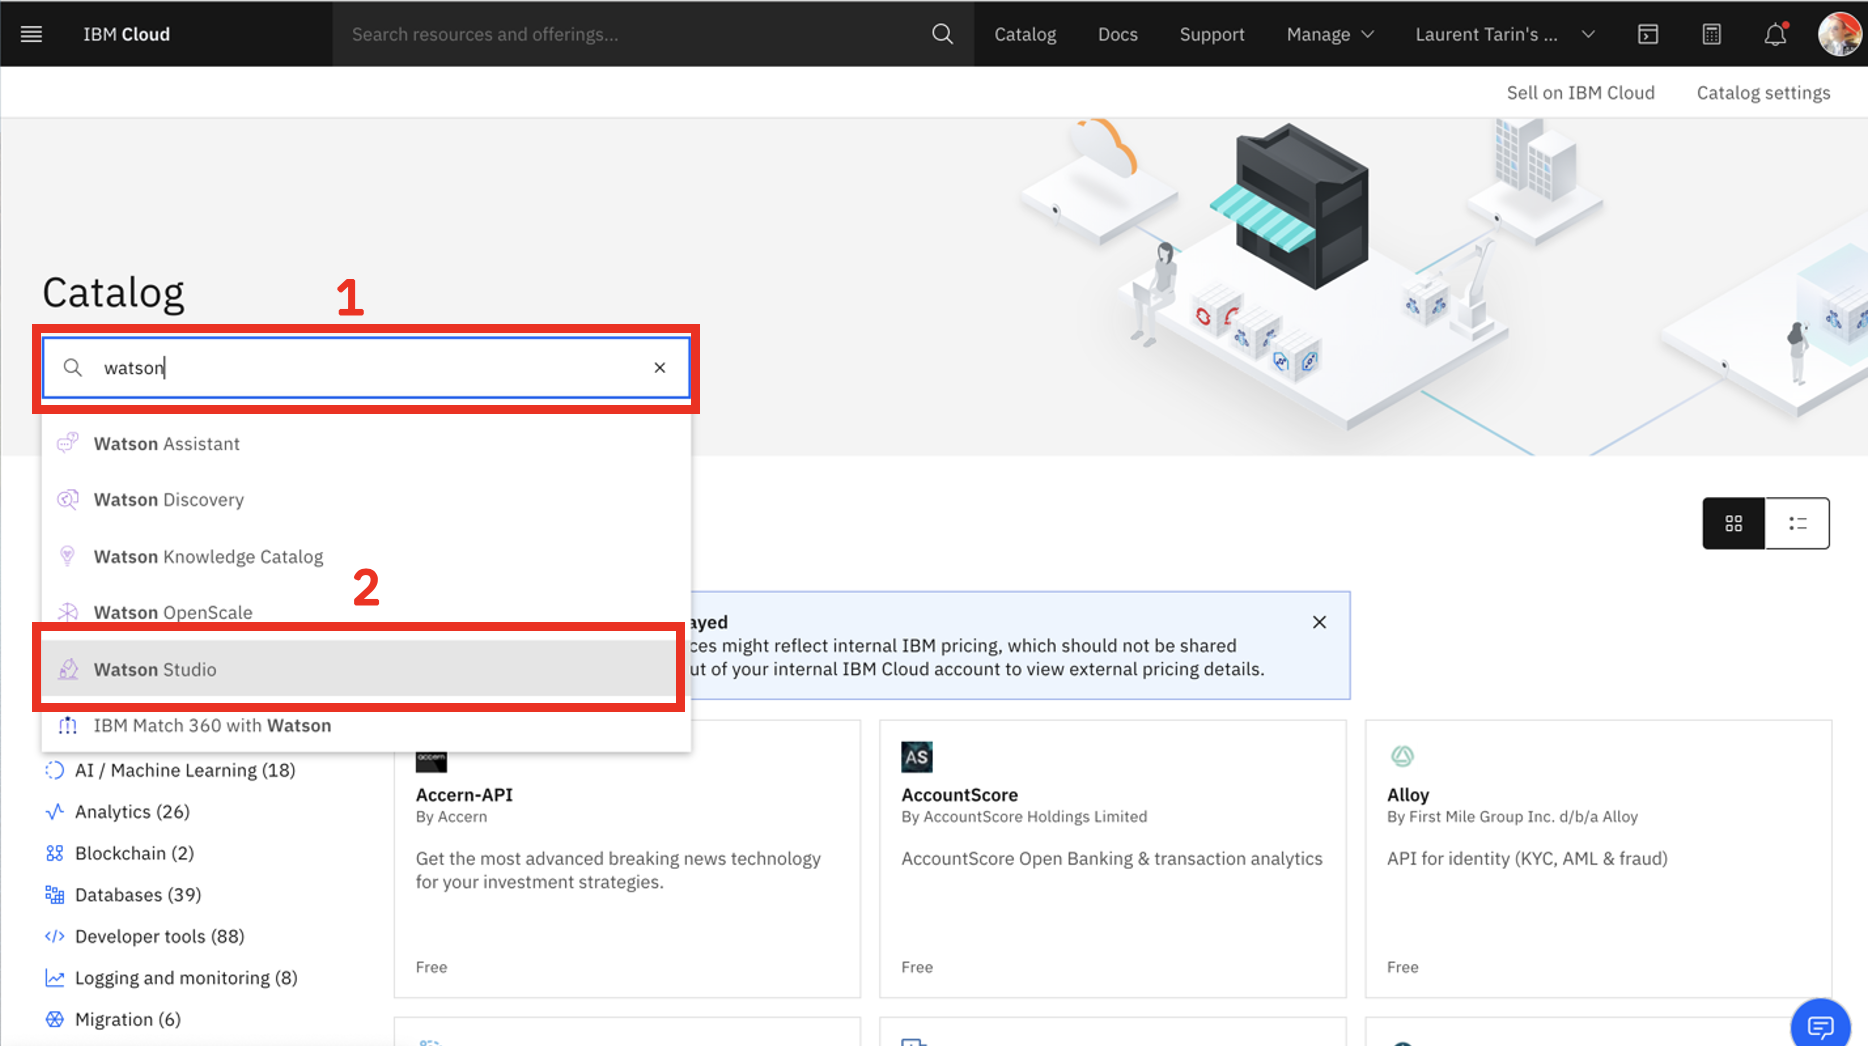 IBM Cloud
Search resources and offerings...
Catalog
Docs
Support
Manage
Laurent Tarin's ...
Sell on IBM Cloud
Catalog settings
Catalog
1
watson
Watson Assistant
Watson Discovery
Watson Knowledge Catalog
2
Watson OpenScale
Watson Studio
IBM Match 360 with Watson
ayed
ces might reflect internal IBM pricing, which should not be shared
ut of your internal IBM Cloud account to view external pricing details.
AI / Machine Learning (18)
Analytics (26)
Blockchain (2)
Databases (39)
Developer tools (88)
Logging and monitoring (8)
Migration (6)
accern
Accern-API
By Accern
Get the most advanced breaking news technology
for your investment strategies.
Free
AS
AccountScore
By AccountScore Holdings Limited
AccountScore Open Banking & transaction analytics
Free
Alloy
By First Mile Group Inc. d/b/a Alloy
API for identity (KYC, AML & fraud)
Free